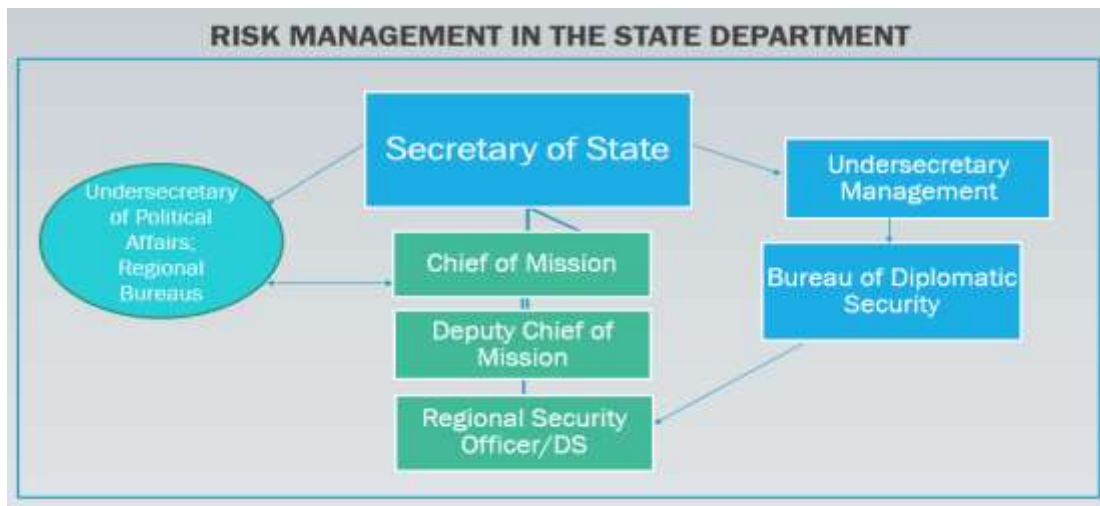 RISK MANAGEMENT IN THE STATE DEPARTMENT
Secretary of State
Undersecretary
Management
Undersecretary
of Political
Affairs;
Regional
Bureaus
Chief of Mission
Bureau of Diplomatic
Security
Deputy Chief of
Mission
Regional Security
Officer/DS